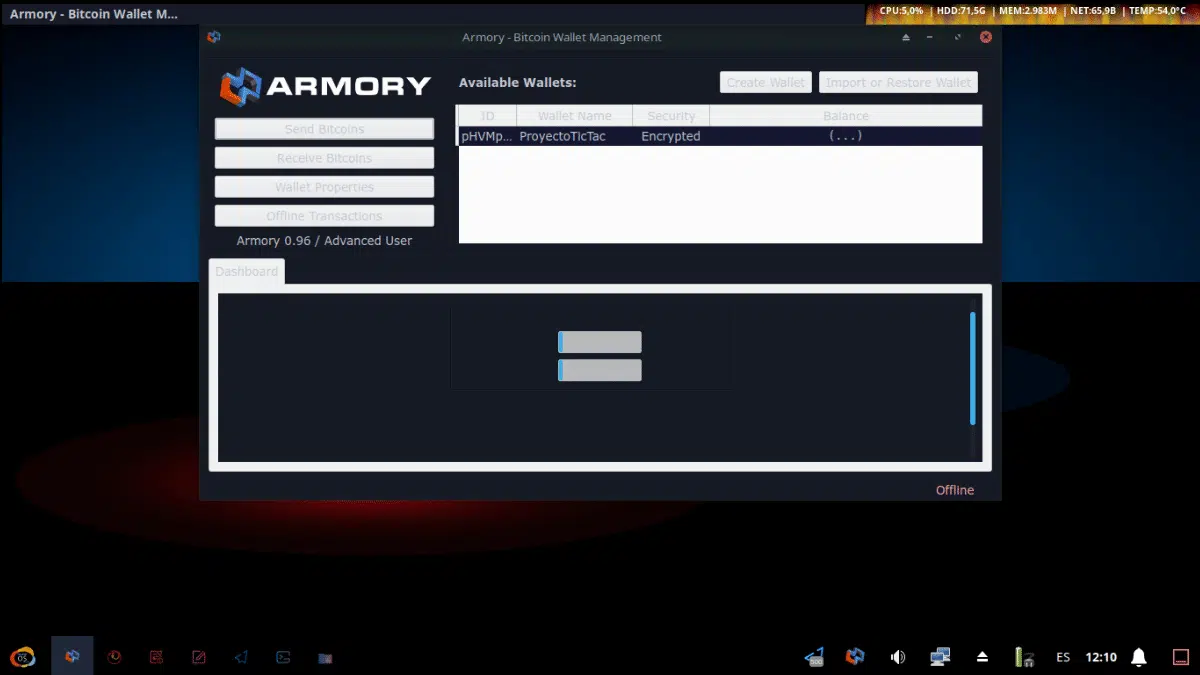 Armory - Bitcoin Wallet M...
CPU:5,0% | HDD:71,5G | MEM:2.983M | NET:65,9B | TEMP:54,0°C
Armory - Bitcoin Wallet Management
ARMORY
Available Wallets:
Create Wallet
Import or Restore Wallet
Send Bitcoins
Receive Bitcoins
Wallet Properties
Offline Transactions
Armory 0.96 / Advanced User
ID Wallet Name Security Balance
pHVMp... ProyectoTicTac Encrypted (...)
Dashboard
Offline
ES 12:10